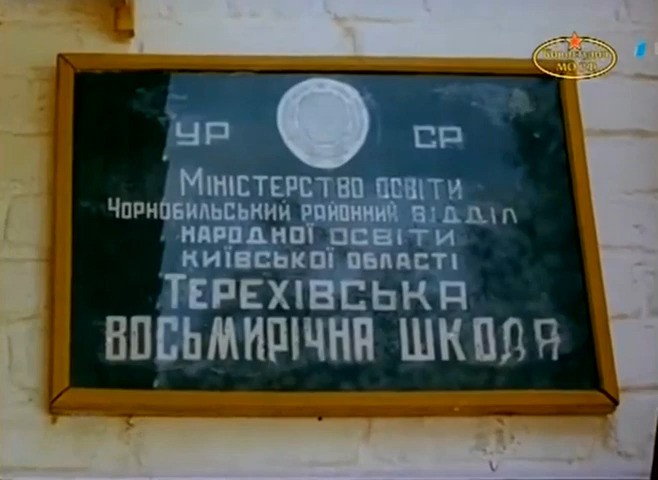 УР СР
МІНІСТЕРСТВО ОСВІТИ
ЧОРНОБИЛЬСЬКИЙ РАЙОННИЙ ВІДДІЛ
НАРОДНОЇ ОСВІТИ
КИЇВСЬКОЇ ОБЛАСТІ
ТЕРЕХІВСЬКА
ВОСЬМИРІЧНА ШКОЛА